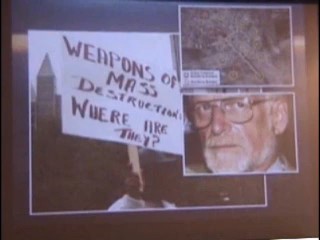 WEAPONS OF
MASS
DESTRUCTION:
WHERE ARE
THEY?